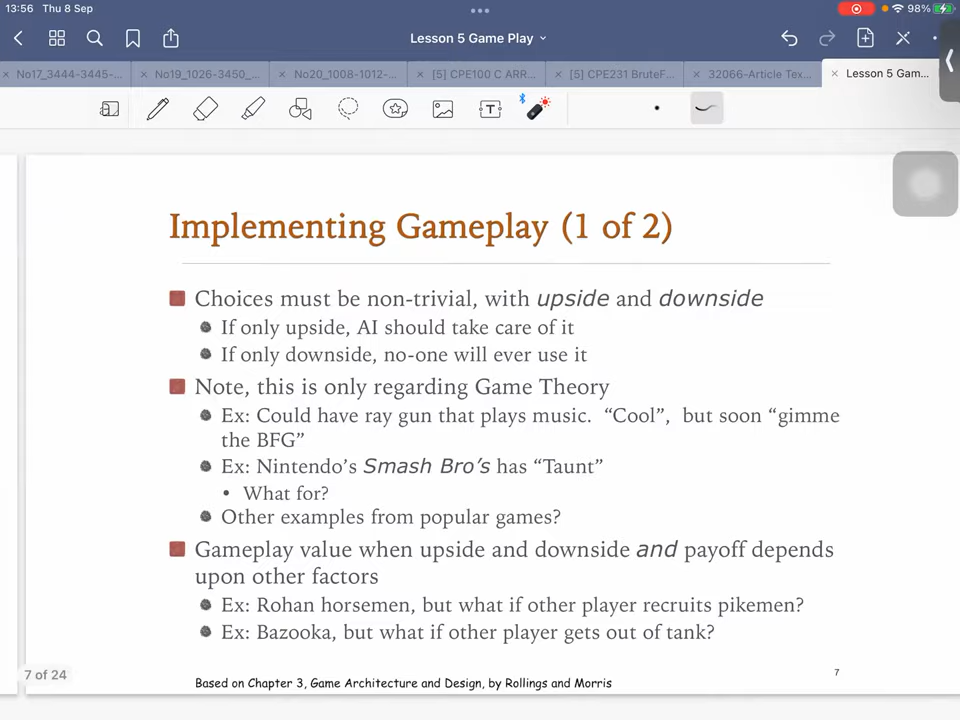 13:56 Thu 8 Sep
98%
Lesson 5 Game Play
No17_3444-3445-...
No19_1026-3450_...
No20_1008-1012-...
[5] CPE100 C ARR...
[5] CPE231 BruteF...
32066-Article Tex...
Lesson 5 Gam...
T
Implementing Gameplay (1 of 2)
Choices must be non-trivial, with upside and downside
If only upside, AI should take care of it
If only downside, no-one will ever use it
Note, this is only regarding Game Theory
Ex: Could have ray gun that plays music. “Cool”, but soon “gimme
the BFG”
Ex: Nintendo’s Smash Bro’s has “Taunt”
• What for?
Other examples from popular games?
Gameplay value when upside and downside and payoff depends
upon other factors
Ex: Rohan horsemen, but what if other player recruits pikemen?
Ex: Bazooka, but what if other player gets out of tank?
7 of 24
Based on Chapter 3, Game Architecture and Design, by Rollings and Morris
7